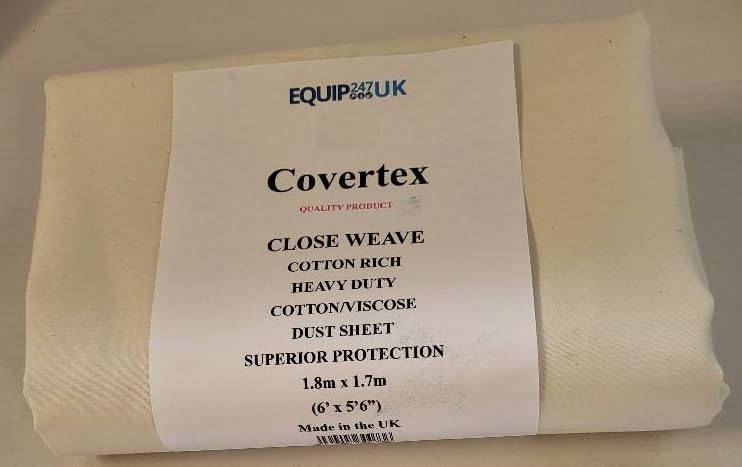 EQUIP247UK
Covertex
QUALITY PRODUCT
CLOSE WEAVE
COTTON RICH
HEAVY DUTY
COTTON/VISCOSE
DUST SHEET
SUPERIOR PROTECTION
1.8m x 1.7m
(6’ x 5’6”)
Made in the UK